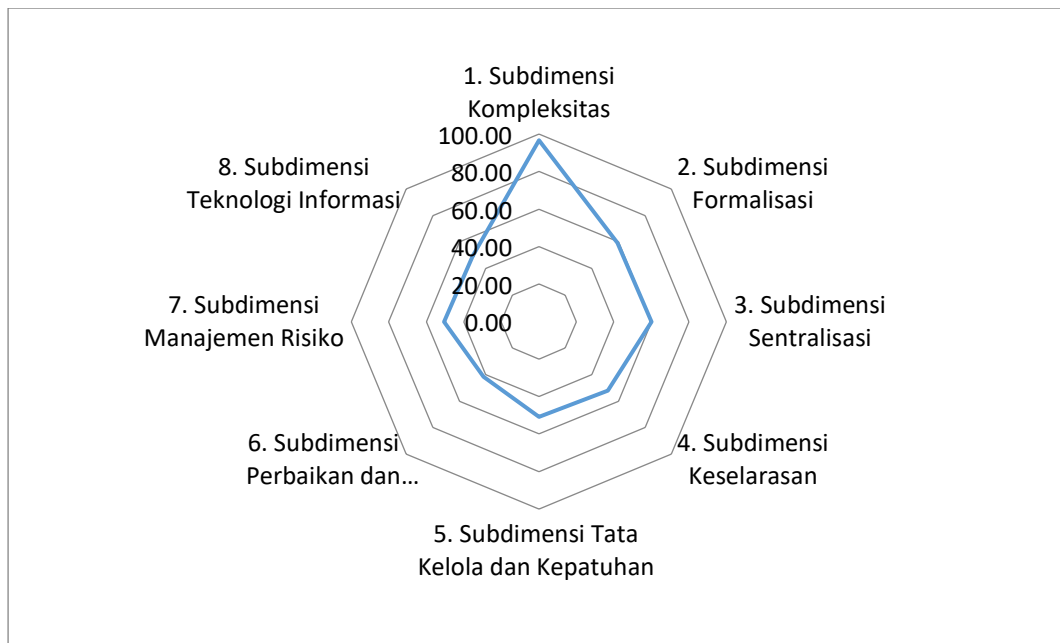 1. Subdimensi
Kompleksitas
2. Subdimensi
Formalisasi
3. Subdimensi
Sentralisasi
4. Subdimensi
Keselarasan
5. Subdimensi Tata
Kelola dan Kepatuhan
6. Subdimensi
Perbaikan dan...
7. Subdimensi
Manajemen Risiko
8. Subdimensi
Teknologi Informasi
100.00
80.00
60.00
40.00
20.00
0.00